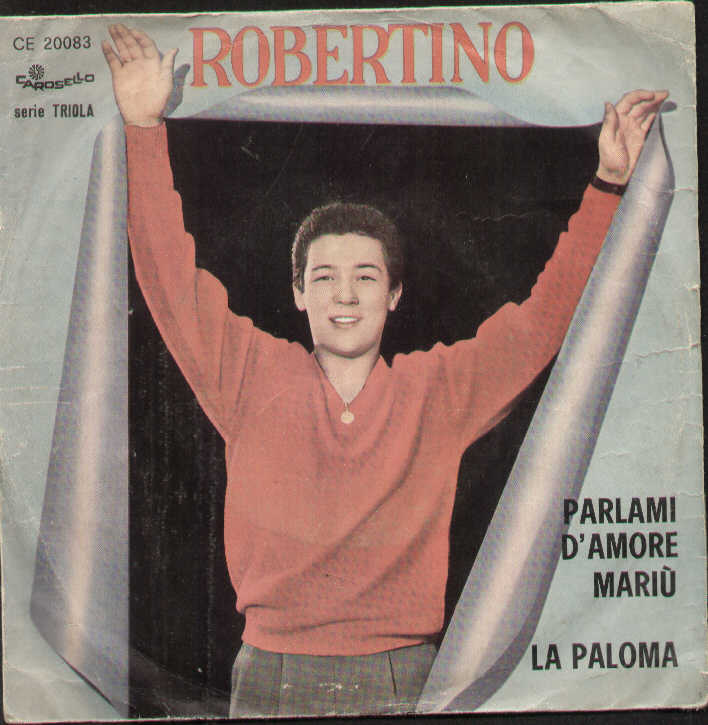 CE 20083
CAROSELLO
serie TRIOLA
ROBERTINO
PARLAMI
D'AMORE
MARIÙ
LA PALOMA